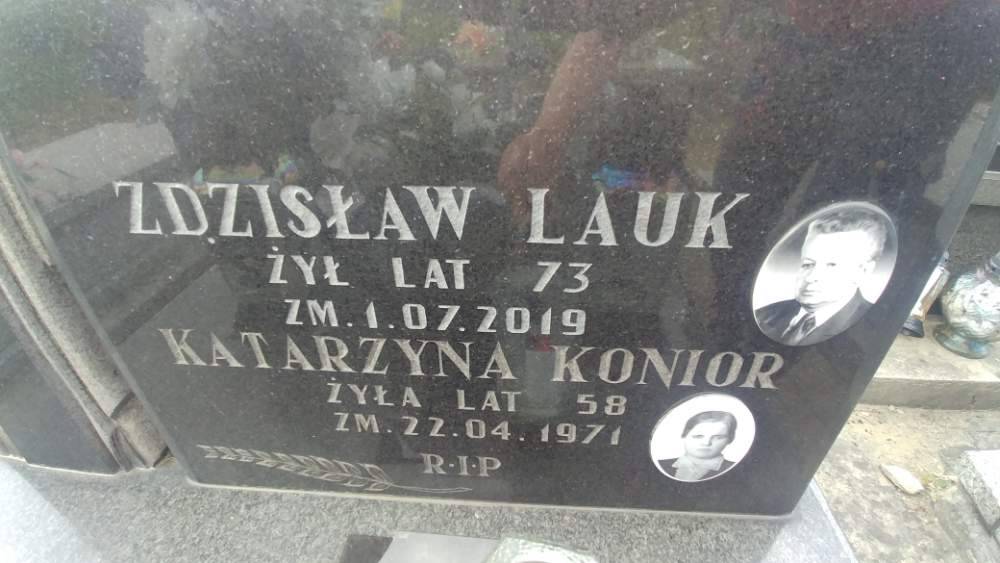 ZDZISŁAW LAUK
ŻYŁ LAT 73
ZM. 1.07.2019
KATARZYNA KONIOR
ŻYŁA LAT 58
ZM. 22.04.1971
R·I·P